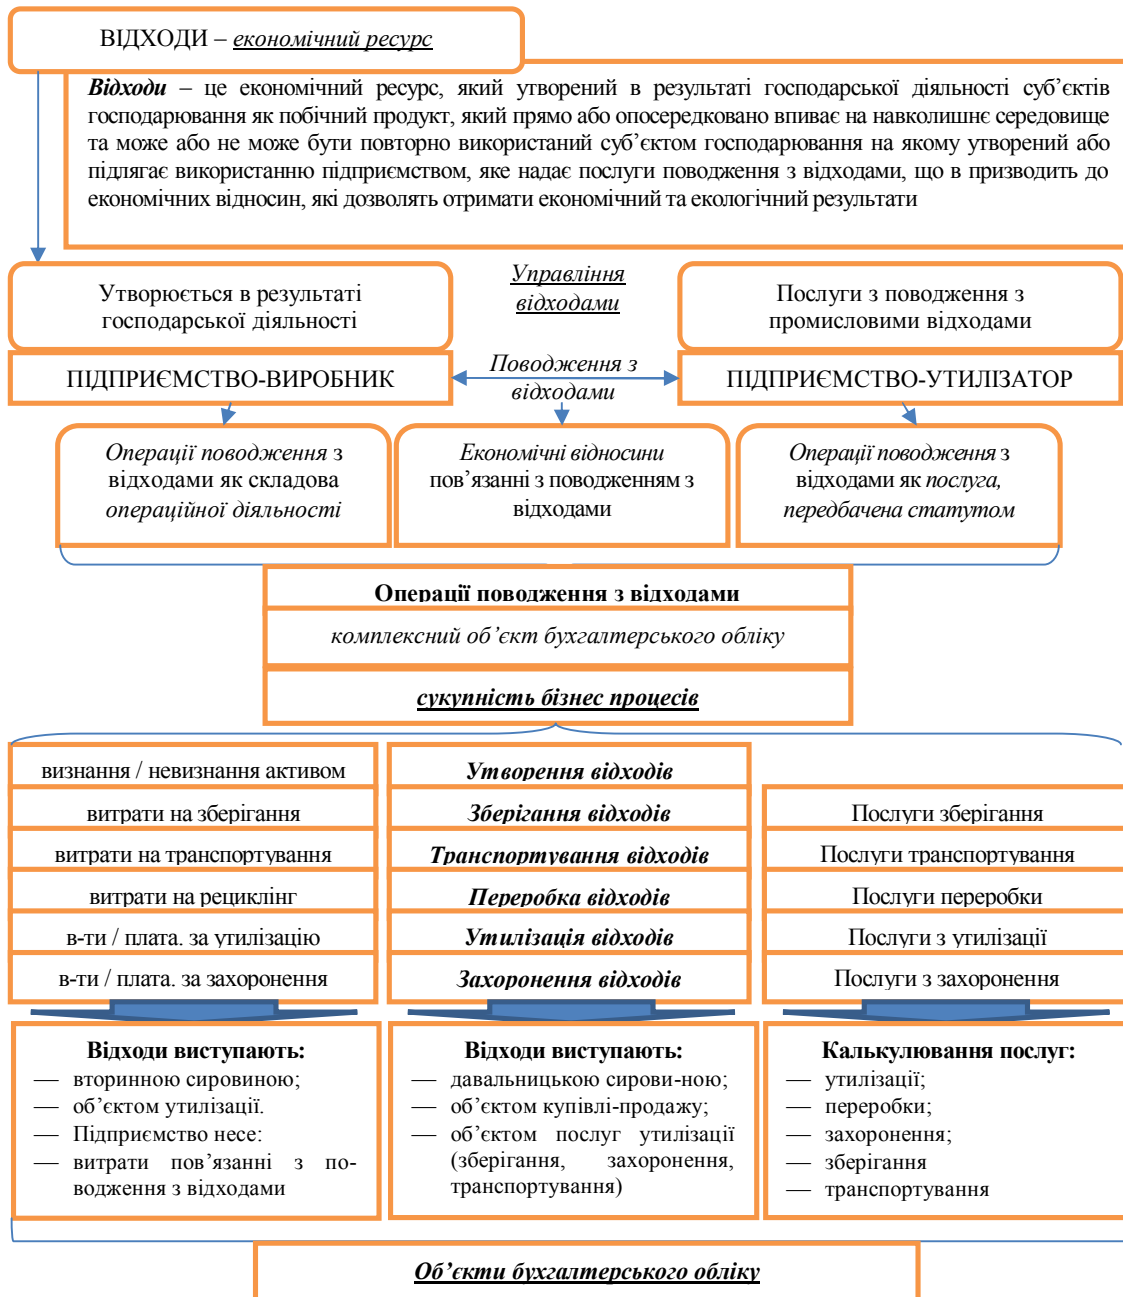 ВІДХОДИ – економічний ресурс
Відходи – це економічний ресурс, який утворений в результаті господарської діяльності суб’єктів
господарювання як побічний продукт, який прямо або опосередковано впиває на навколишнє середовище
та може або не може бути повторно використаний суб’єктом господарювання на якому утворений або
підлягає використанню підприємством, яке надає послуги поводження з відходами, що в призводить до
економічних відносин, які дозволять отримати економічний та екологічний результати
Утворюється в результаті
господарської діяльності
Управління
відходами
Послуги з поводження з
промисловими відходами
ПІДПРИЄМСТВО-ВИРОБНИК
Поводження з
відходами
ПІДПРИЄМСТВО-УТИЛІЗАТОР
Операції поводження з
відходами як складова
операційної діяльності
Економічні відносини
пов’язанні з поводженням з
відходами
Операції поводження з
відходами як послуга,
передбачена статутом
Операції поводження з відходами
комплексний об’єкт бухгалтерського обліку
сукупність бізнес процесів
визнання / невизнання активом
Утворення відходів
витрати на зберігання
Зберігання відходів
Послуги зберігання
витрати на транспортування
Транспортування відходів
Послуги транспортування
витрати на рециклінг
Переробка відходів
Послуги переробки
в-ти / плата. за утилізацію
Утилізація відходів
Послуги з утилізації
в-ти / плата. за захоронення
Захоронення відходів
Послуги з захоронення
Відходи виступають:
— вторинною сировиною;
— об’єктом утилізації.
— Підприємство несе:
— витрати пов’язанні з по-
водження з відходами
Відходи виступають:
— давальницькою сирови-ною;
— об’єктом купівлі-продажу;
— об’єктом послуг утилізації
(зберігання, захоронення,
транспортування)
Калькулювання послуг:
— утилізації;
— переробки;
— захоронення;
— зберігання
— транспортування
Об’єкти бухгалтерського обліку